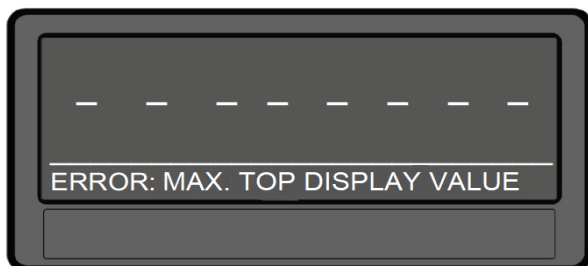 – – – – – – – –
ERROR: MAX. TOP DISPLAY VALUE